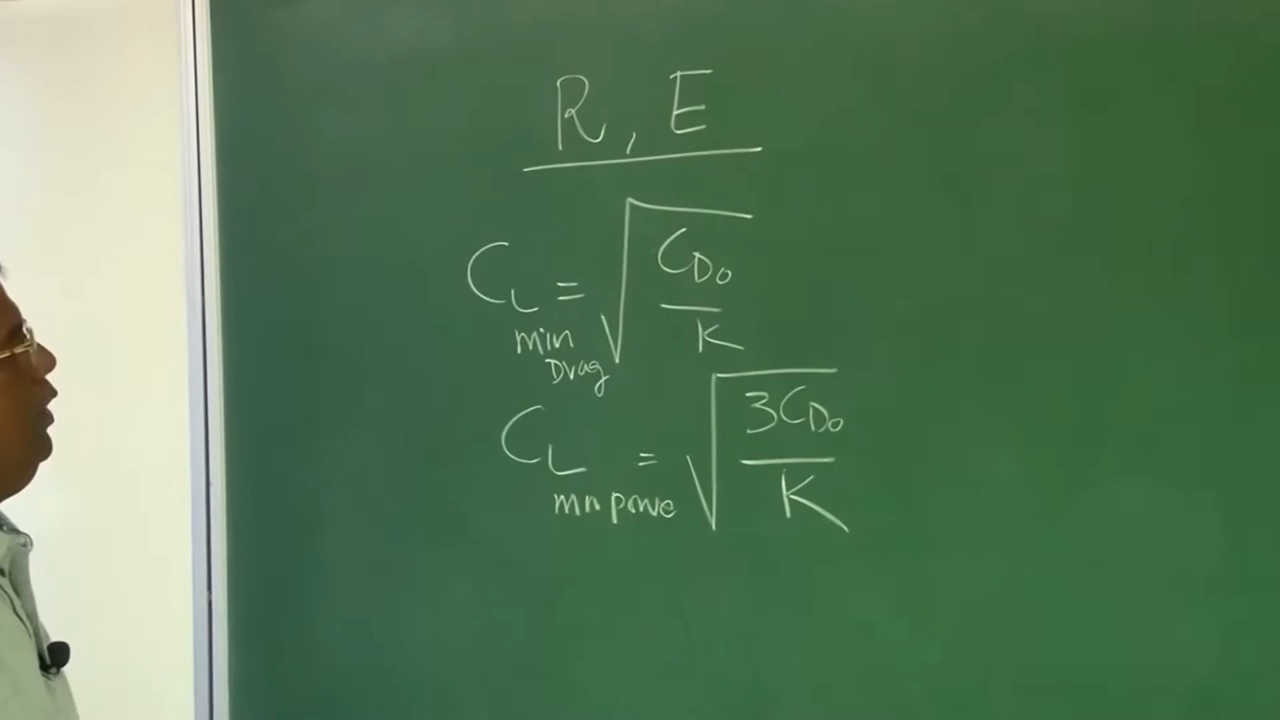 R, E
C_L min Drag = √(C_D0 / K)
C_L mn powe = √(3C_D0 / K)